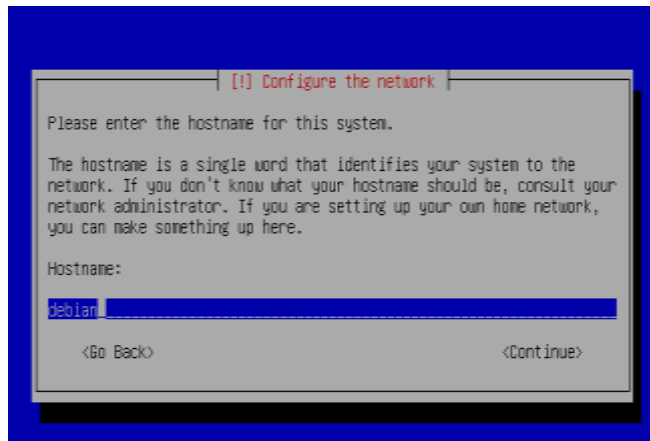 [!] Configure the network
Please enter the hostname for this system.
The hostname is a single word that identifies your system to the
network. If you don't know what your hostname should be, consult your
network administrator. If you are setting up your own home network,
you can make something up here.
Hostname:
debian
<Go Back> <Continue>